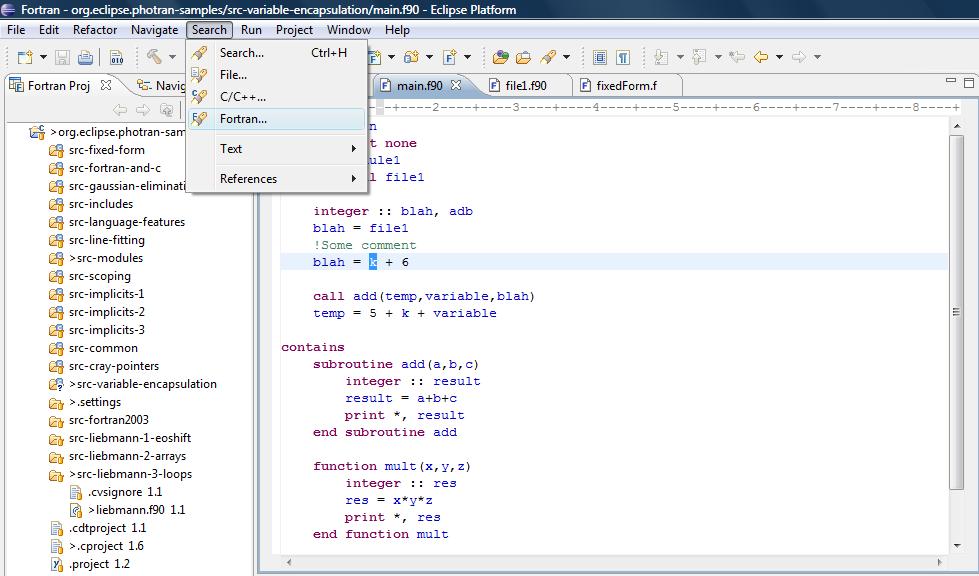 Fortran - org.eclipse.photran-samples/src-variable-encapsulation/main.f90 - Eclipse Platform
File Edit Refactor Navigate Search Run Project Window Help
Search... Ctrl+H
File...
C/C++...
Fortran...
Text
References
Fortran Proj
Navig
>org.eclipse.photran-sam
src-fixed-form
src-fortran-and-c
src-gaussian-eliminati
src-includes
src-language-features
src-line-fitting
>src-modules
src-scoping
src-implicits-1
src-implicits-2
src-implicits-3
src-common
src-cray-pointers
>src-variable-encapsulation
>.settings
src-fortran2003
src-liebmann-1-eoshift
src-liebmann-2-arrays
src-liebmann-3-loops
.cvsignore 1.1
>liebmann.f90 1.1
.cdtproject 1.1
>.cproject 1.6
.project 1.2
main.f90 file1.f90 fixedForm.f
----+----2----+----3----+----4----+----5----+----6----+----7----+----8----+
n
t none
ule1
l file1
integer :: blah, adb
blah = file1
!Some comment
blah = k + 6
call add(temp,variable,blah)
temp = 5 + k + variable
contains
subroutine add(a,b,c)
integer :: result
result = a+b+c
print *, result
end subroutine add
function mult(x,y,z)
integer :: res
res = x*y*z
print *, res
end function mult